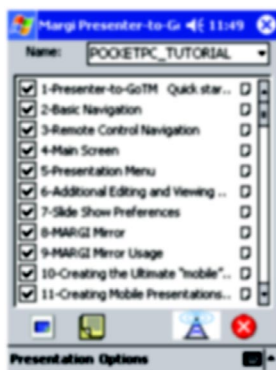 Margi Presenter-to-G 11:49
Name: POCKETPC_TUTORIAL
1-Presenter-to-GoTM Quick star..
2-Basic Navigation
3-Remote Control Navigation
4-Main Screen
5-Presentation Menu
6-Additional Editing and Viewing ..
7-Slide Show Preferences
8-MARGI Mirror
9-MARGI Mirror Usage
10-Creating the Ultimate "mobile"..
11-Creating Mobile Presentations..
Presentation Options